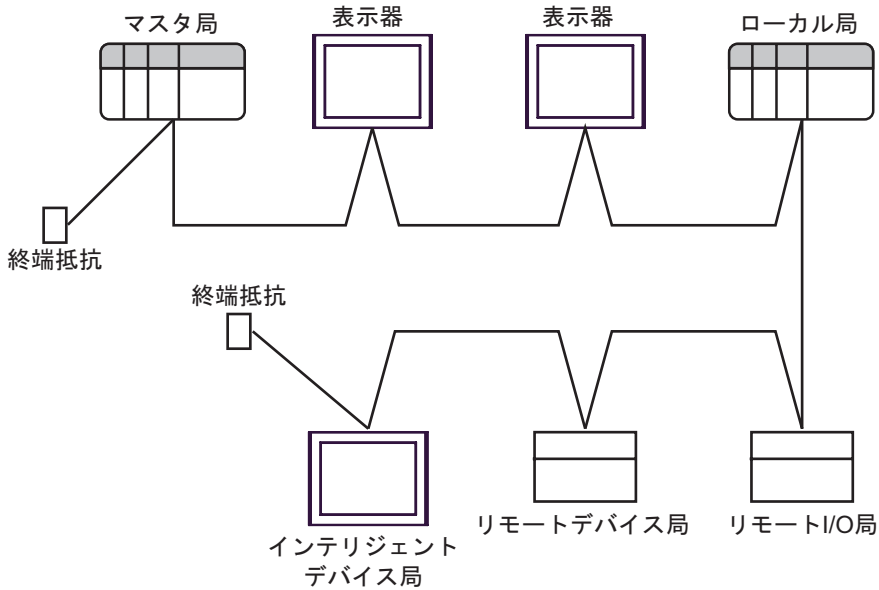 マスタ局
表示器
表示器
ローカル局
終端抵抗
終端抵抗
インテリジェント
デバイス局
リモートデバイス局
リモートI/O局